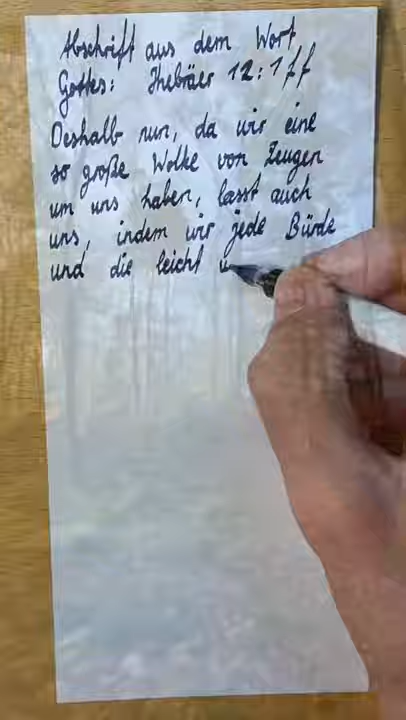 Abschrift aus dem Wort
Gottes: Hebräer 12:1ff
Deshalb nun, da wir eine
so große Wolke von Zeugen
um uns haben, lasst auch
uns, indem wir jede Bürde
und die leicht u